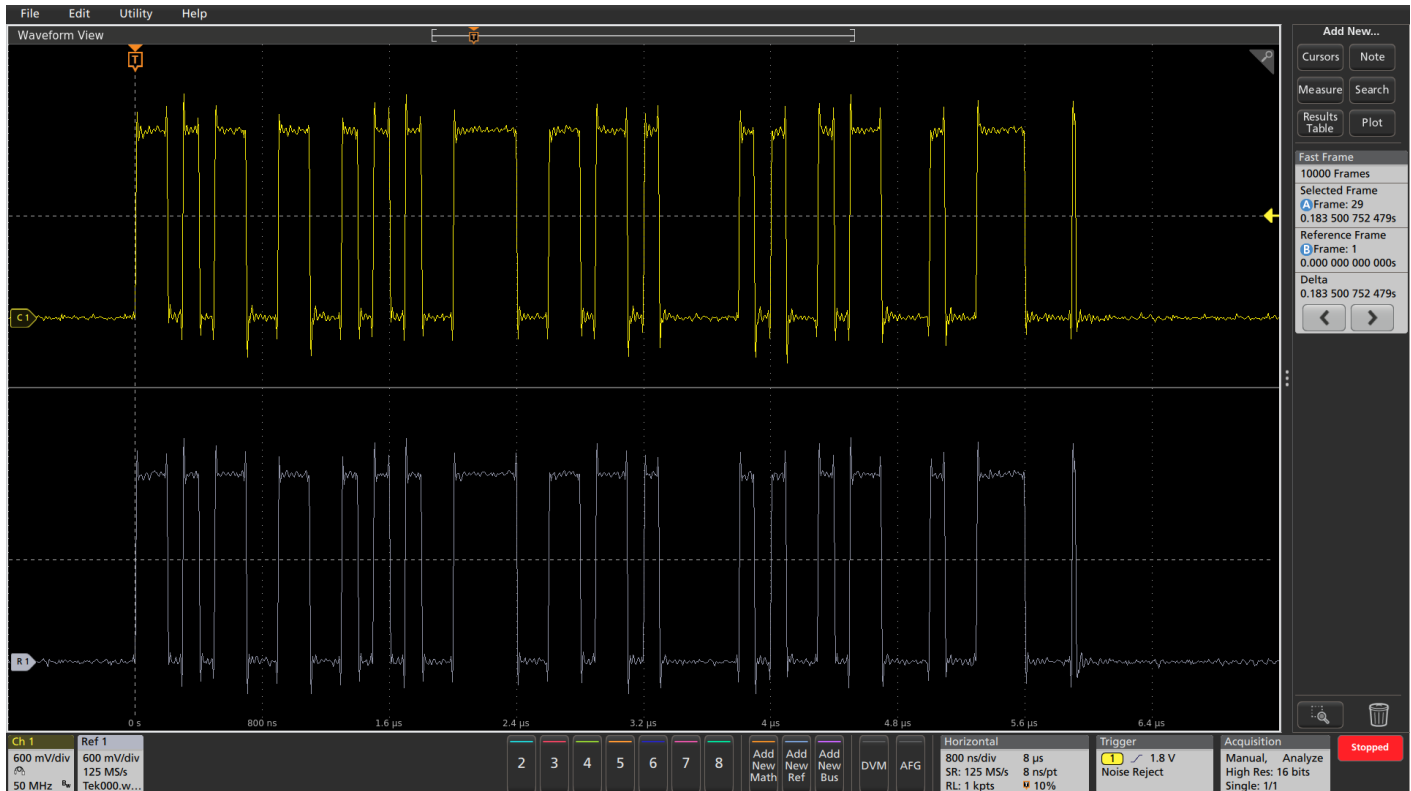 File Edit Utility Help
Waveform View
T
T
C 1
R 1
0 s 800 ns 1.6 µs 2.4 µs 3.2 µs 4 µs 4.8 µs 5.6 µs 6.4 µs
Add New...
Cursors Note
Measure Search
Results Table Plot
Fast Frame
10000 Frames
Selected Frame
A Frame: 29
0.183 500 752 479s
Reference Frame
B Frame: 1
0.000 000 000 000s
Delta
0.183 500 752 479s
Ch 1
600 mV/div
50 MHz Bw
Ref 1
600 mV/div
125 MS/s
Tek000.w...
2 3 4 5 6 7 8
Add New Math
Add New Ref
Add New Bus
DVM AFG
Horizontal
800 ns/div 8 µs
SR: 125 MS/s 8 ns/pt
RL: 1 kpts 10%
Trigger
1 1.8 V
Noise Reject
Acquisition
Manual, Analyze
High Res: 16 bits
Single: 1/1
Stopped